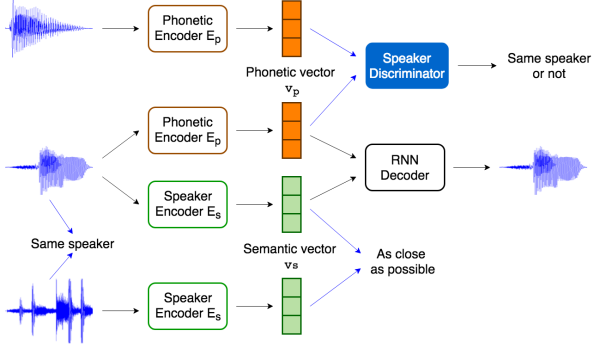 Phonetic
Encoder Ep
Speaker
Discriminator
Same speaker
or not
Phonetic vector
vp
Phonetic
Encoder Ep
RNN
Decoder
Speaker
Encoder Es
Same speaker
Semantic vector
vs
As close
as possible
Speaker
Encoder Es